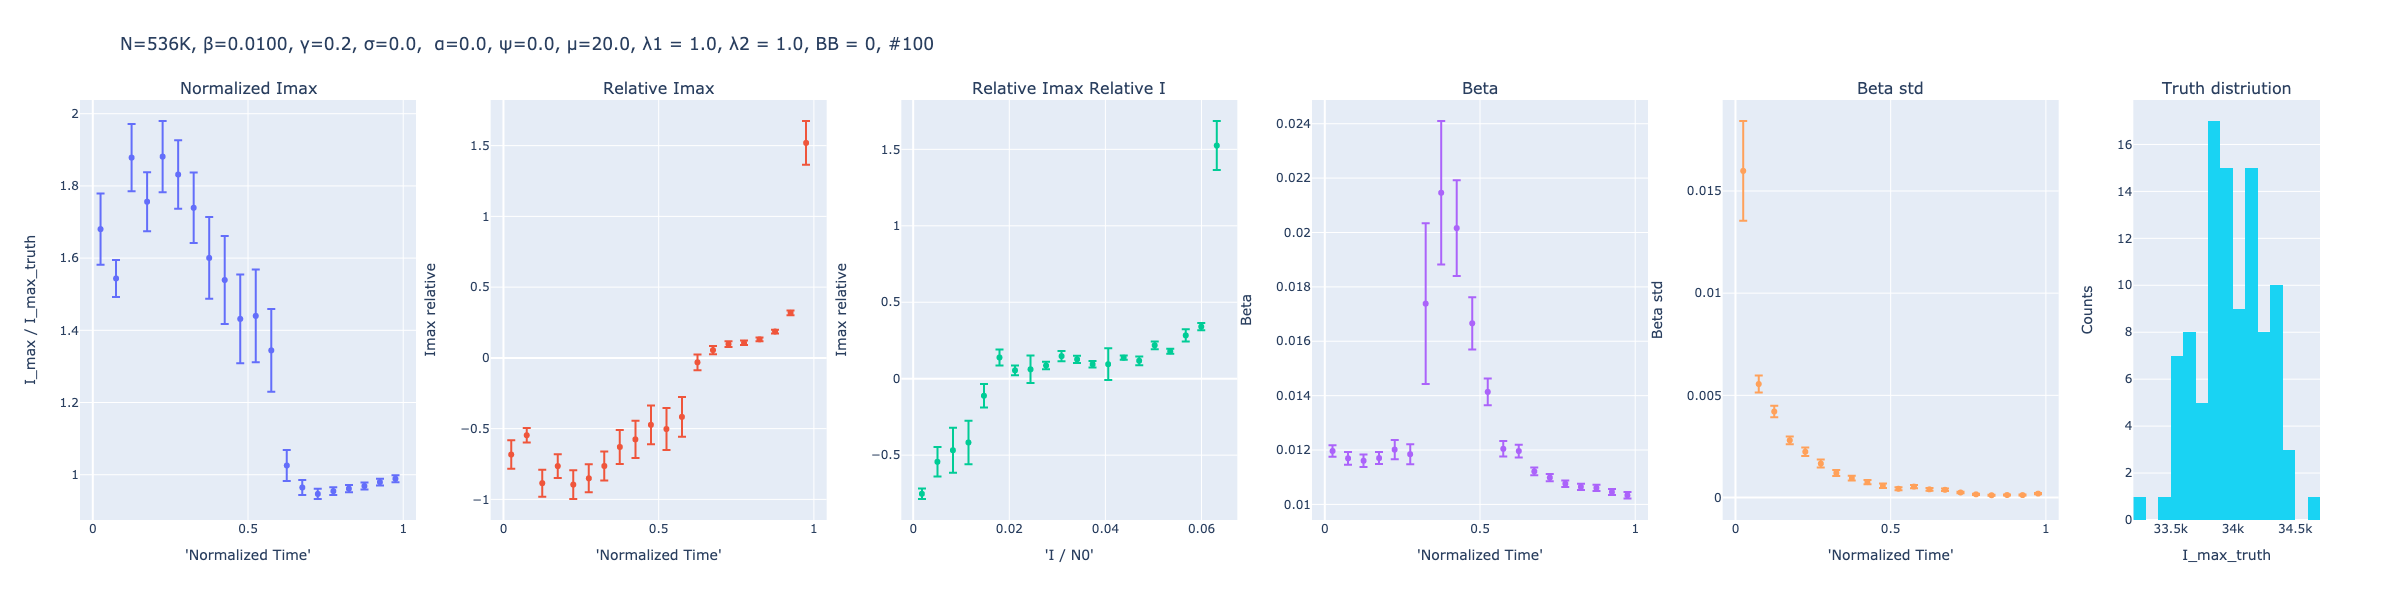 N=536K, β=0.0100, γ=0.2, σ=0.0,  α=0.0, ψ=0.0, μ=20.0, λ1 = 1.0, λ2 = 1.0, BB = 0, #100
Normalized Imax
I_max / I_max_truth
2
1.8
1.6
1.4
1.2
1
0
0.5
1
'Normalized Time'
Relative Imax
Imax relative
1.5
1
0.5
0
−0.5
−1
0
0.5
1
'Normalized Time'
Relative Imax Relative I
Imax relative
1.5
1
0.5
0
−0.5
0
0.02
0.04
0.06
'I / N0'
Beta
Beta
0.024
0.022
0.02
0.018
0.016
0.014
0.012
0.01
0
0.5
1
'Normalized Time'
Beta std
Beta std
0.015
0.01
0.005
0
0
0.5
1
'Normalized Time'
Truth distriution
Counts
16
14
12
10
8
6
4
2
0
33.5k
34k
34.5k
I_max_truth